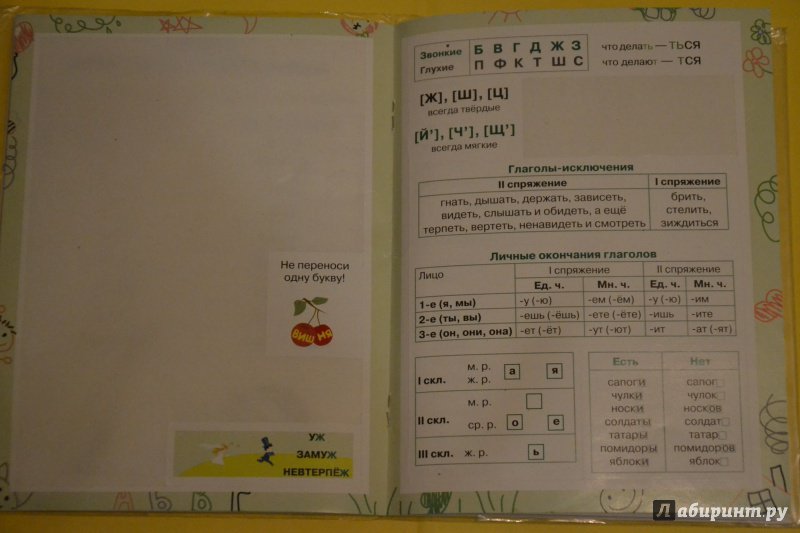 Не переноси
одну букву!
ВИШ НЯ
УЖ
ЗАМУЖ
НЕВТЕРПЁЖ
Звонкие Б В Г Д Ж З
Глухие П Ф К Т Ш С
что делать — ТЬСЯ
что делают — ТСЯ
[Ж], [Ш], [Ц]
всегда твёрдые
[Й’], [Ч’], [Щ’]
всегда мягкие
Глаголы-исключения
II спряжение I спряжение
гнать, дышать, держать, зависеть, брить,
видеть, слышать и обидеть, а ещё стелить,
терпеть, вертеть, ненавидеть и смотреть зиждиться
Личные окончания глаголов
Лицо I спряжение II спряжение
Ед. ч. Мн. ч. Ед. ч. Мн. ч.
1-е (я, мы) -у (-ю) -ем (-ём) -у (-ю) -им
2-е (ты, вы) -ешь (-ёшь) -ете (-ёте) -ишь -ите
3-е (он, они, она) -ет (-ёт) -ут (-ют) -ит -ат (-ят)
I скл. м. р. ж. р. а я
II скл. м. р.
ср. р. о е
III скл. ж. р. ь
Есть Нет
сапоги сапог
чулки чулок
носки носков
солдаты солдат
татары татар
помидоры помидоров
яблоки яблок
А Б В Г
Лабиринт.ру